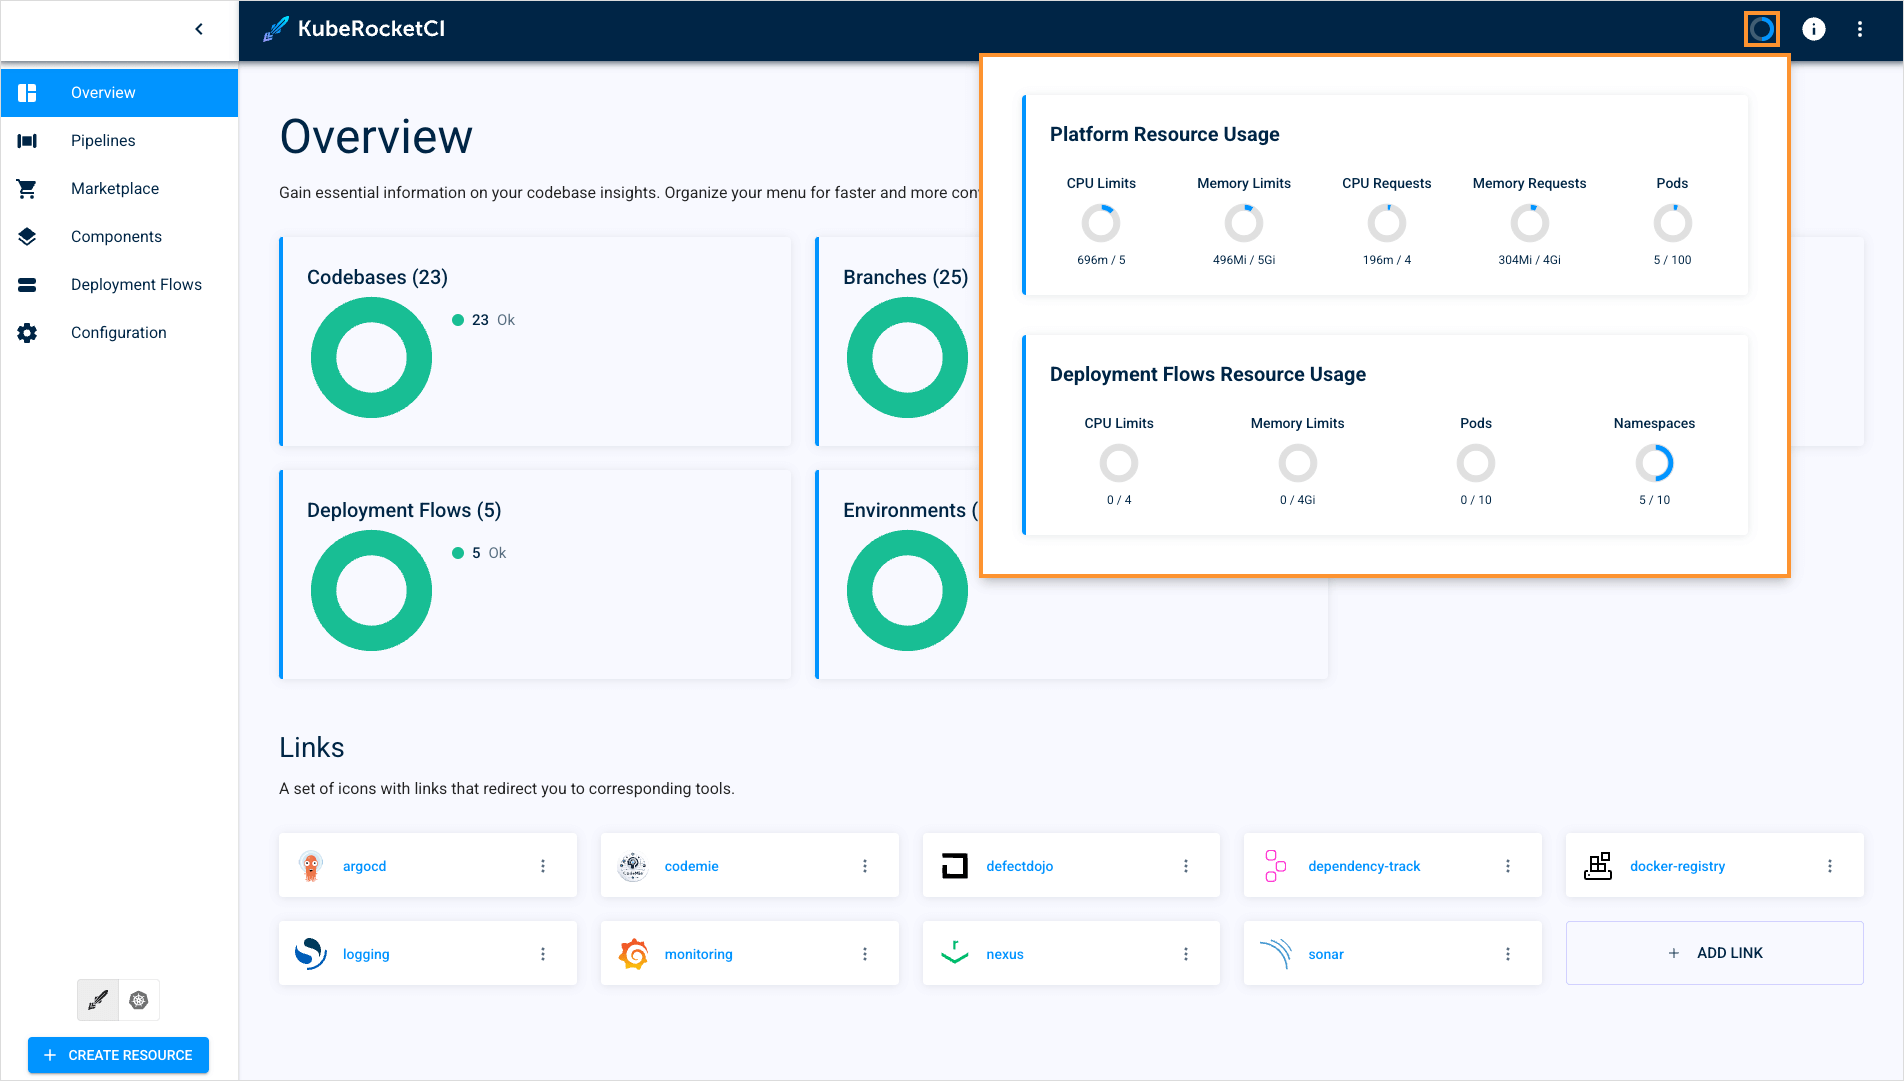 KubeRocketCI
Overview
Pipelines
Marketplace
Components
Deployment Flows
Configuration
CREATE RESOURCE
Overview
Gain essential information on your codebase insights. Organize your menu for faster and more
Codebases (23)
23 Ok
Branches (25)
Deployment Flows (5)
5 Ok
Environments (
Platform Resource Usage
CPU Limits Memory Limits CPU Requests Memory Requests Pods
696m / 5 496Mi / 5Gi 196m / 4 304Mi / 4Gi 5 / 100
Deployment Flows Resource Usage
CPU Limits Memory Limits Pods Namespaces
0 / 4 0 / 4Gi 0 / 10 5 / 10
Links
A set of icons with links that redirect you to corresponding tools.
argocd codemie defectdojo dependency-track docker-registry
logging monitoring nexus sonar ADD LINK